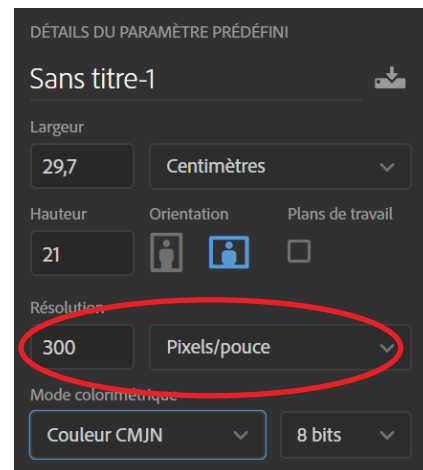 DÉTAILS DU PARAMÈTRE PRÉDÉFINI
Sans titre-1
Largeur
29,7 Centimètres
Hauteur Orientation Plans de travail
21
Résolution
300 Pixels/pouce
Mode colorimétrique
Couleur CMJN 8 bits